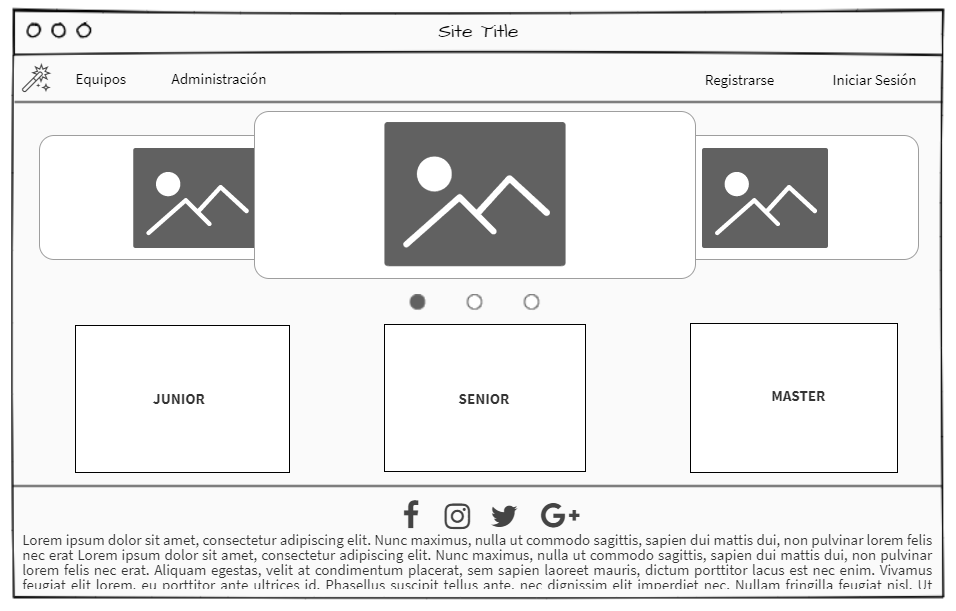 Site Title
Equipos Administración Registrarse Iniciar Sesión
JUNIOR SENIOR MASTER
G+
Lorem ipsum dolor sit amet, consectetur adipiscing elit. Nunc maximus, nulla ut commodo sagittis, sapien dui mattis dui, non pulvinar lorem felis
nec erat Lorem ipsum dolor sit amet, consectetur adipiscing elit. Nunc maximus, nulla ut commodo sagittis, sapien dui mattis dui, non pulvinar
lorem felis nec erat. Aliquam egestas, velit at condimentum placerat, sem sapien laoreet mauris, dictum porttitor lacus est nec enim. Vivamus
feugiat elit lorem, eu porttitor ante ultrices id. Phasellus suscipit tellus ante, nec dignissim elit imperdiet nec. Nullam fringilla feugiat nisl. Ut